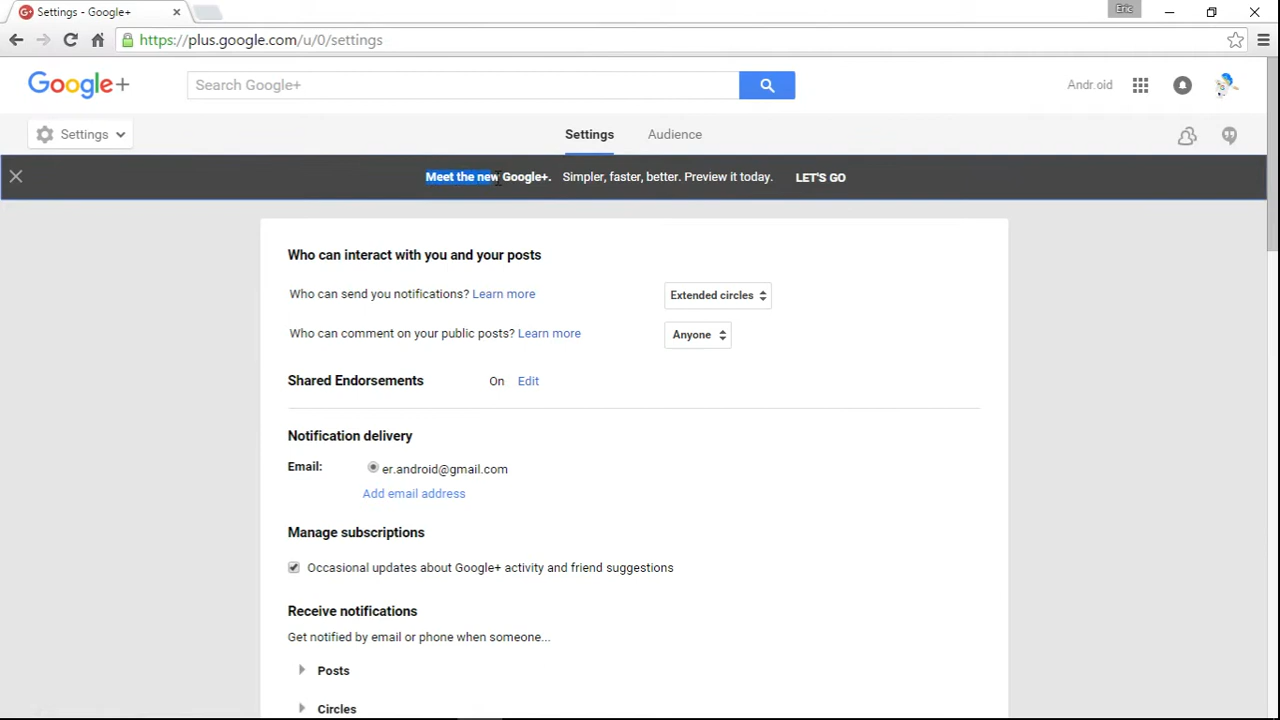 Settings - Google+
Eric
https://plus.google.com/u/0/settings
Google+
Search Google+
Andr.oid
Settings
Settings
Audience
Meet the new Google+. Simpler, faster, better. Preview it today. LET'S GO
Who can interact with you and your posts
Who can send you notifications? Learn more
Extended circles
Who can comment on your public posts? Learn more
Anyone
Shared Endorsements On Edit
Notification delivery
Email: er.android@gmail.com
Add email address
Manage subscriptions
Occasional updates about Google+ activity and friend suggestions
Receive notifications
Get notified by email or phone when someone...
Posts
Circles